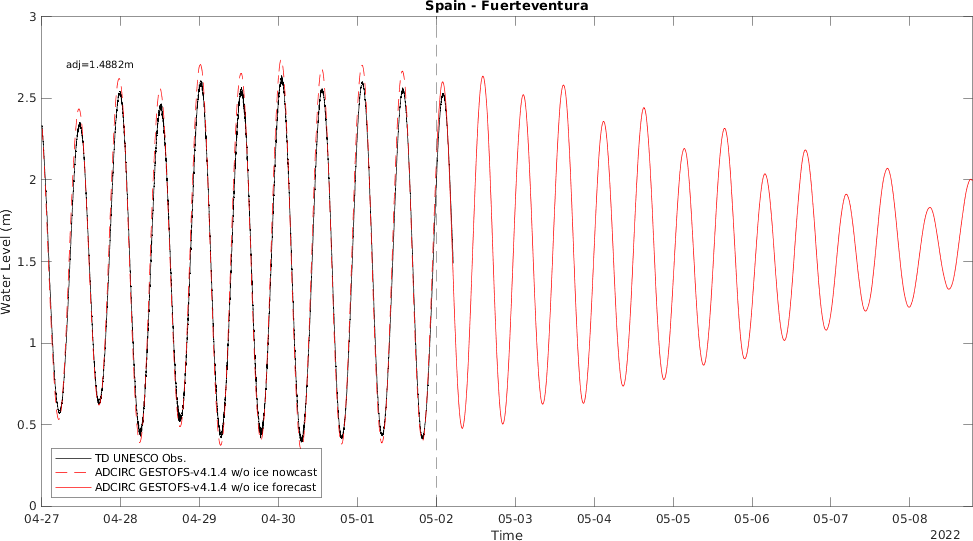 Spain - Fuerteventura
adj=1.4882m
Water Level (m)
3
2.5
2
1.5
1
0.5
0
TD UNESCO Obs.
ADCIRC GESTOFS-v4.1.4 w/o ice nowcast
ADCIRC GESTOFS-v4.1.4 w/o ice forecast
04-27 04-28 04-29 04-30 05-01 05-02 05-03 05-04 05-05 05-06 05-07 05-08
Time
2022